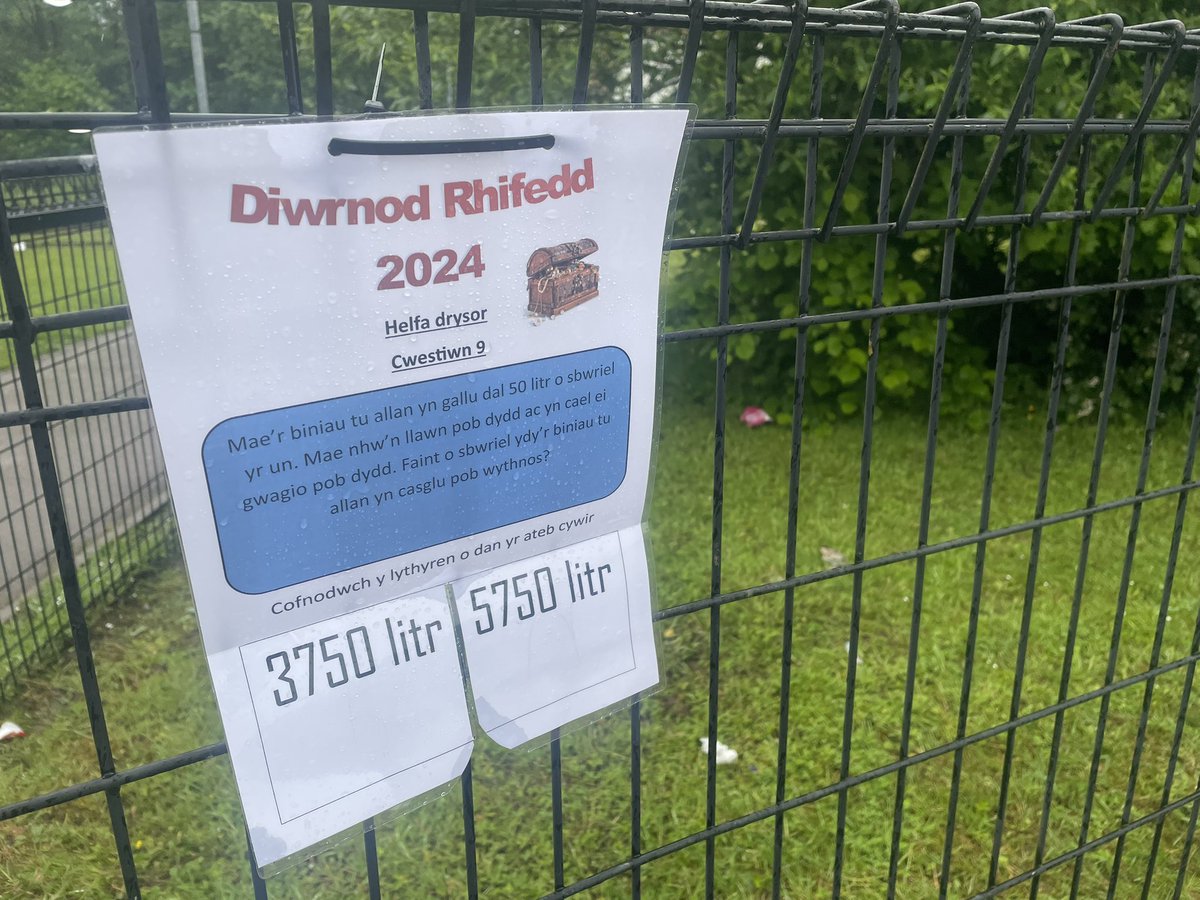 Diwrnod Rhifedd
2024
Helfa drysor
Cwestiwn 9
Mae'r biniau tu allan yn gallu dal 50 litr o sbwriel
yr un. Mae nhw'n llawn pob dydd ac yn cael ei
gwagio pob dydd. Faint o sbwriel ydy'r biniau tu
allan yn casglu pob wythnos?
Cofnodwch y lythyren o dan yr ateb cywir
3750 litr
5750 litr